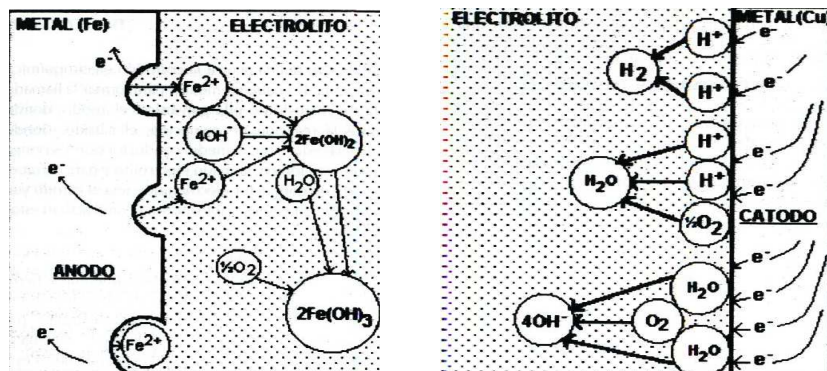 METAL (Fe)
ELECTROLITO
e⁻
Fe²⁺
4OH⁻
2Fe(OH)₂
e⁻
Fe²⁺
H₂O
ANODO
½O₂
2Fe(OH)₃
e⁻
Fe²⁺
ELECTROLITO
METAL(Cu)
H⁺
e⁻
H₂
H⁺
e⁻
H⁺
e⁻
H₂O
H⁺
e⁻
½O₂
CATODO
e⁻
H₂O
e⁻
4OH⁻
O₂
e⁻
H₂O
e⁻